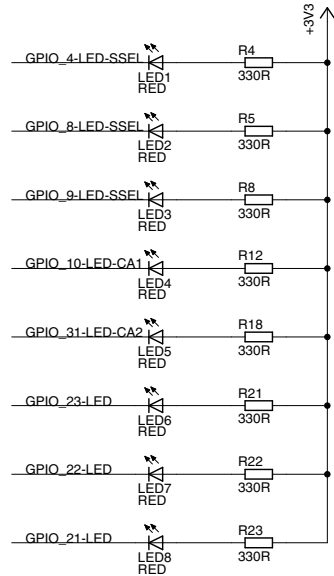 +3V3
GPIO_4-LED-SSEL
LED1
RED
R4
330R
GPIO_8-LED-SSEL
LED2
RED
R5
330R
GPIO_9-LED-SSEL
LED3
RED
R8
330R
GPIO_10-LED-CA1
LED4
RED
R12
330R
GPIO_31-LED-CA2
LED5
RED
R18
330R
GPIO_23-LED
LED6
RED
R21
330R
GPIO_22-LED
LED7
RED
R22
330R
GPIO_21-LED
LED8
RED
R23
330R